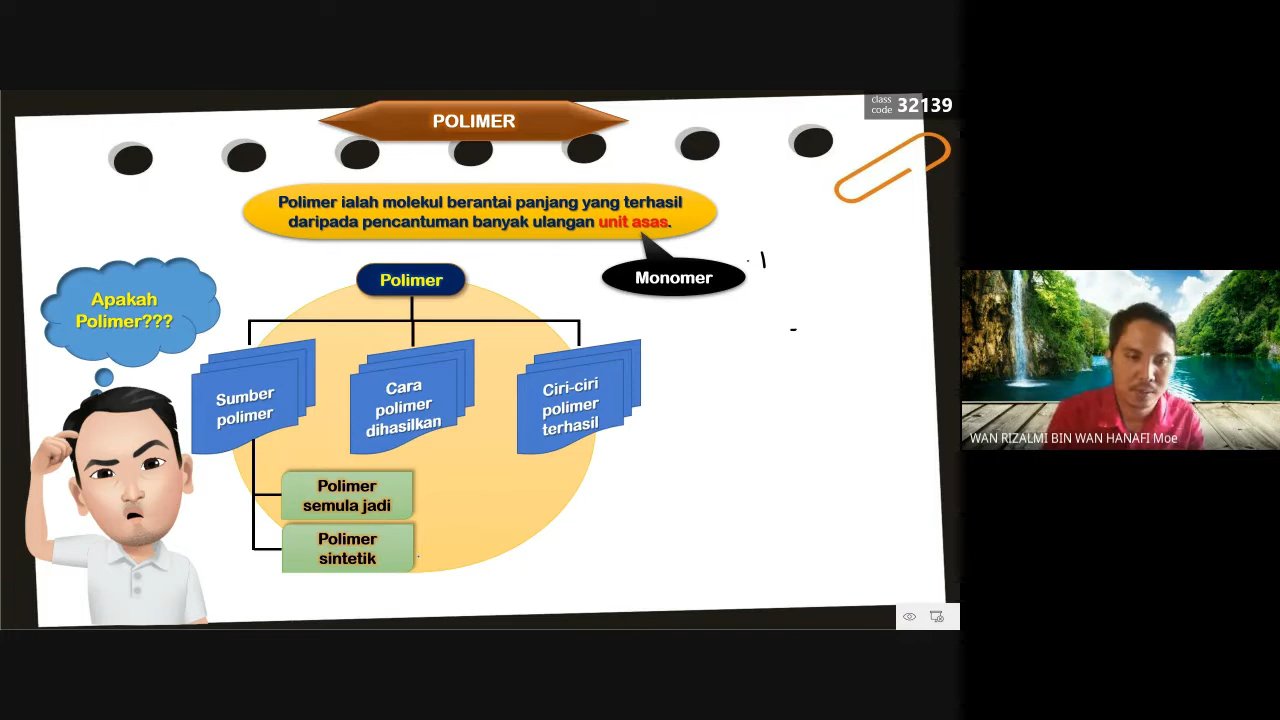 class
code 32139
POLIMER
Polimer ialah molekul berantai panjang yang terhasil
daripada pencantuman banyak ulangan unit asas.
Monomer
Polimer
Apakah
Polimer???
Sumber
polimer
Cara
polimer
dihasilkan
Ciri-ciri
polimer
terhasil
Polimer
semula jadi
Polimer
sintetik
WAN RIZALMI BIN WAN HANAFI Moe